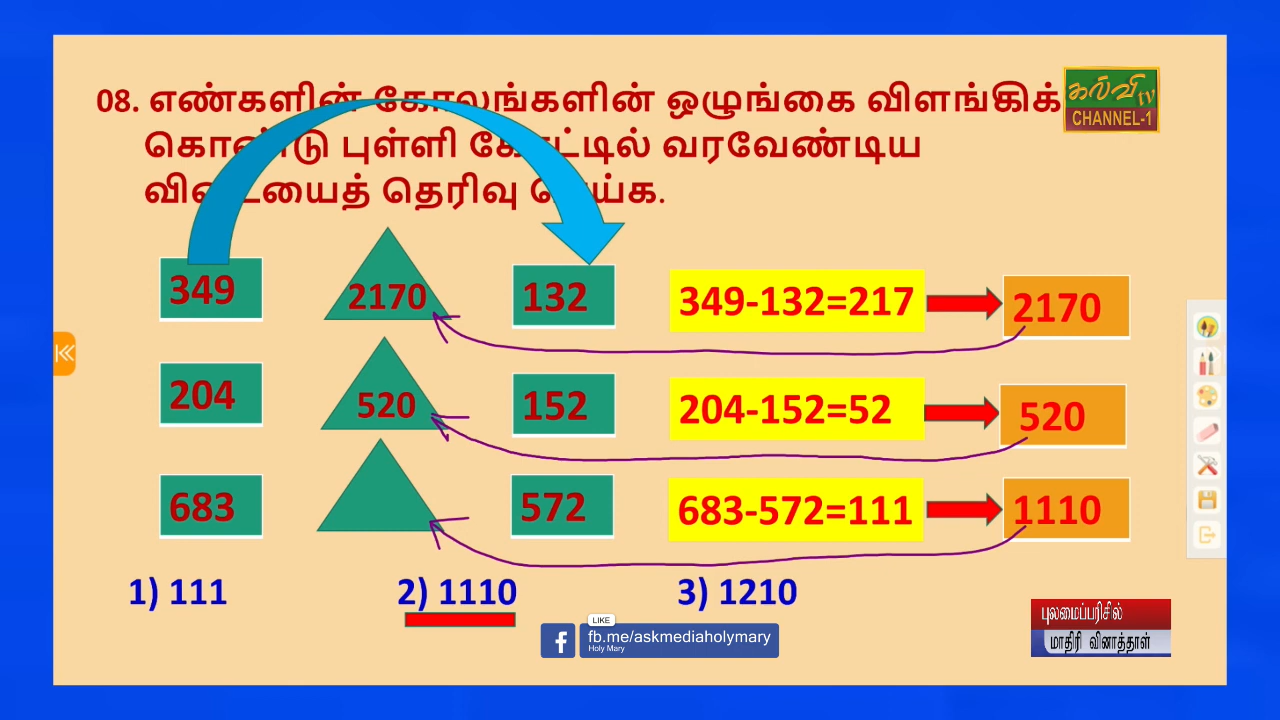 08. எண்களின் கோலங்களின் ஒழுங்கை விளங்கிக்
கொண்டு புள்ளி கோட்டில் வரவேண்டிய
விடையைத் தெரிவு செய்க.
கல்வி tv
CHANNEL-1
349 2170 132 349-132=217 2170
204 520 152 204-152=52 520
683 572 683-572=111 1110
1) 111 2) 1110 3) 1210
LIKE
f fb.me/askmediaholymary
Holy Mary
புலமைப்பரிசில்
மாதிரி வினாத்தாள்